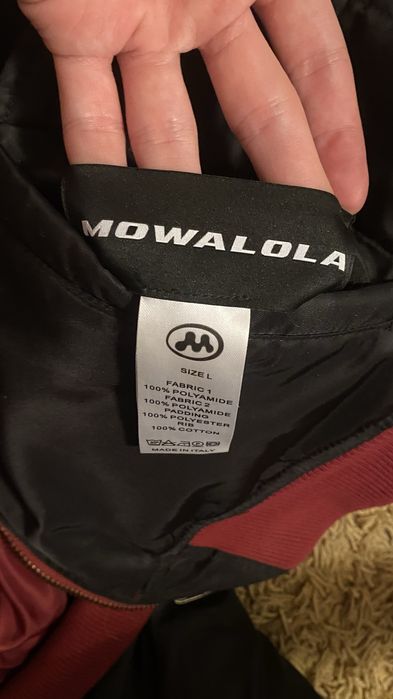 MOWALOLA
SIZE L
FABRIC 1
100% POLYAMIDE
FABRIC 2
100% POLYAMIDE
PADDING
100% POLYESTER
RIB
100% COTTON
MADE IN ITALY